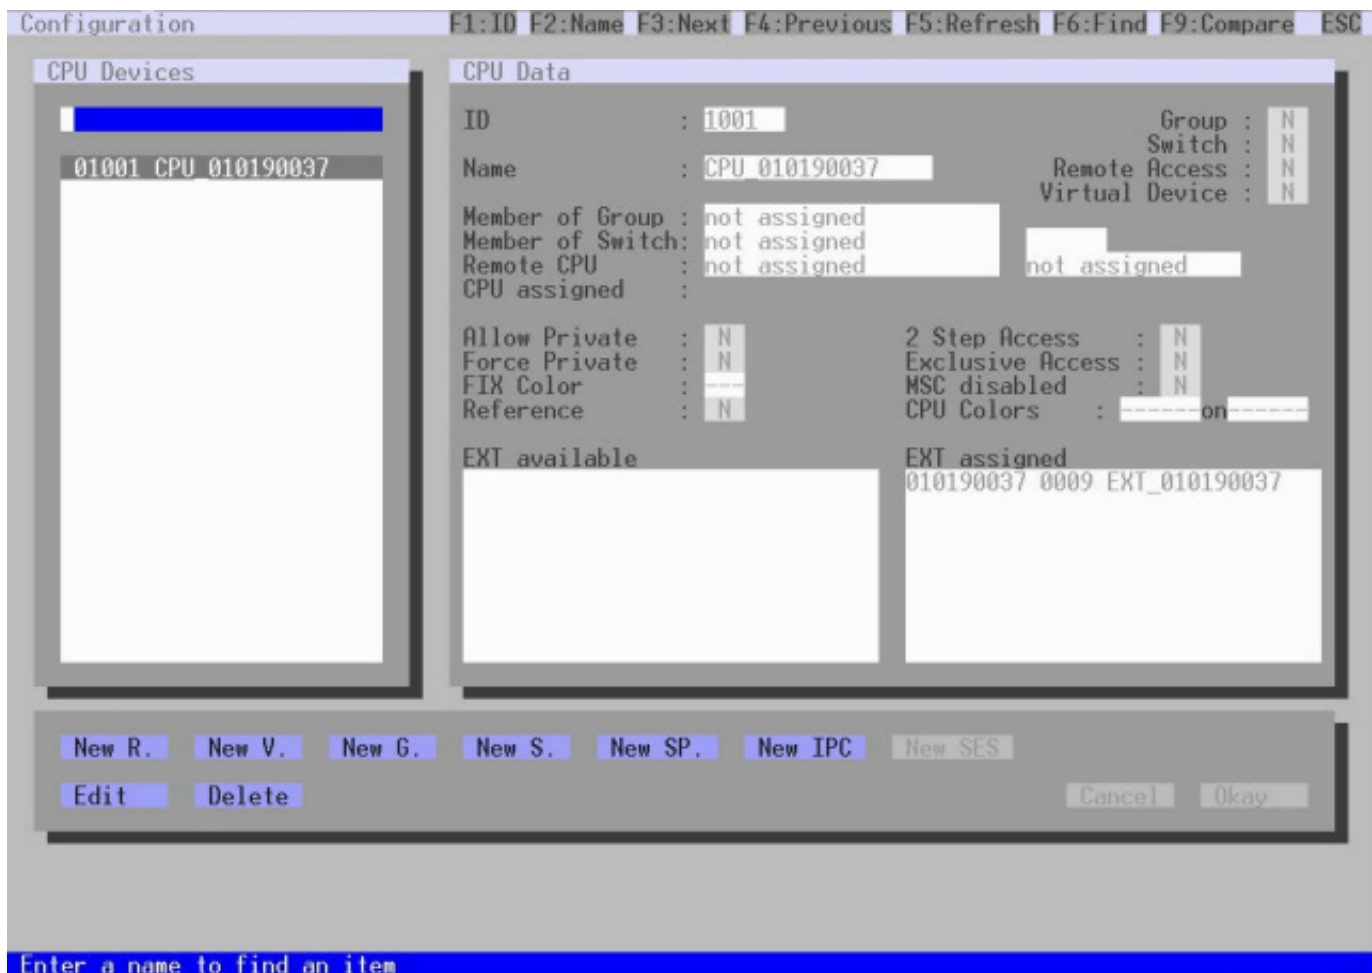 Configuration F1:ID F2:Name F3:Next F4:Previous F5:Refresh F6:Find F9:Compare ESC
CPU Devices
01001 CPU_010190037
CPU Data
ID : 1001
Group : N
Switch : N
Name : CPU_010190037
Remote Access : N
Virtual Device : N
Member of Group : not assigned
Member of Switch: not assigned
Remote CPU : not assigned not assigned
CPU assigned :
Allow Private : N
2 Step Access : N
Force Private : N
Exclusive Access : N
FIX Color : ---
MSC disabled : N
Reference : N
CPU Colors : ------on------
EXT available
EXT assigned
010190037 0009 EXT_010190037
New R. New V. New G. New S. New SP. New IPC New SES
Edit Delete Cancel Okay
Enter a name to find an item